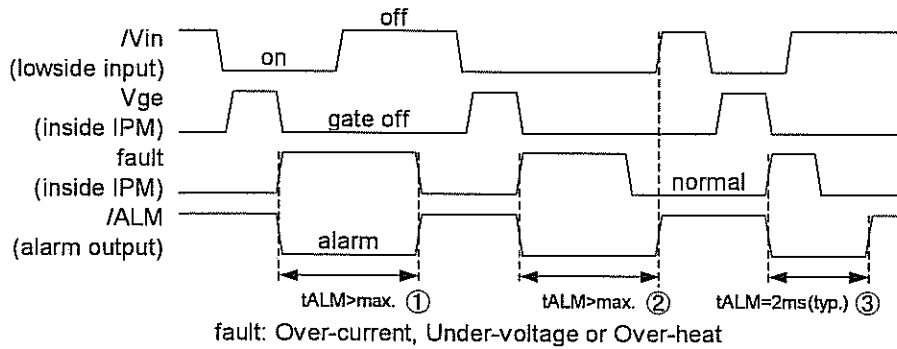 off
/Vin
on
(lowside input)
Vge
gate off
(inside IPM)
fault
(inside IPM)
normal
/ALM
alarm
(alarm output)
tALM>max. ①
tALM>max. ②
tALM=2ms(typ.) ③
fault: Over-current, Under-voltage or Over-heat